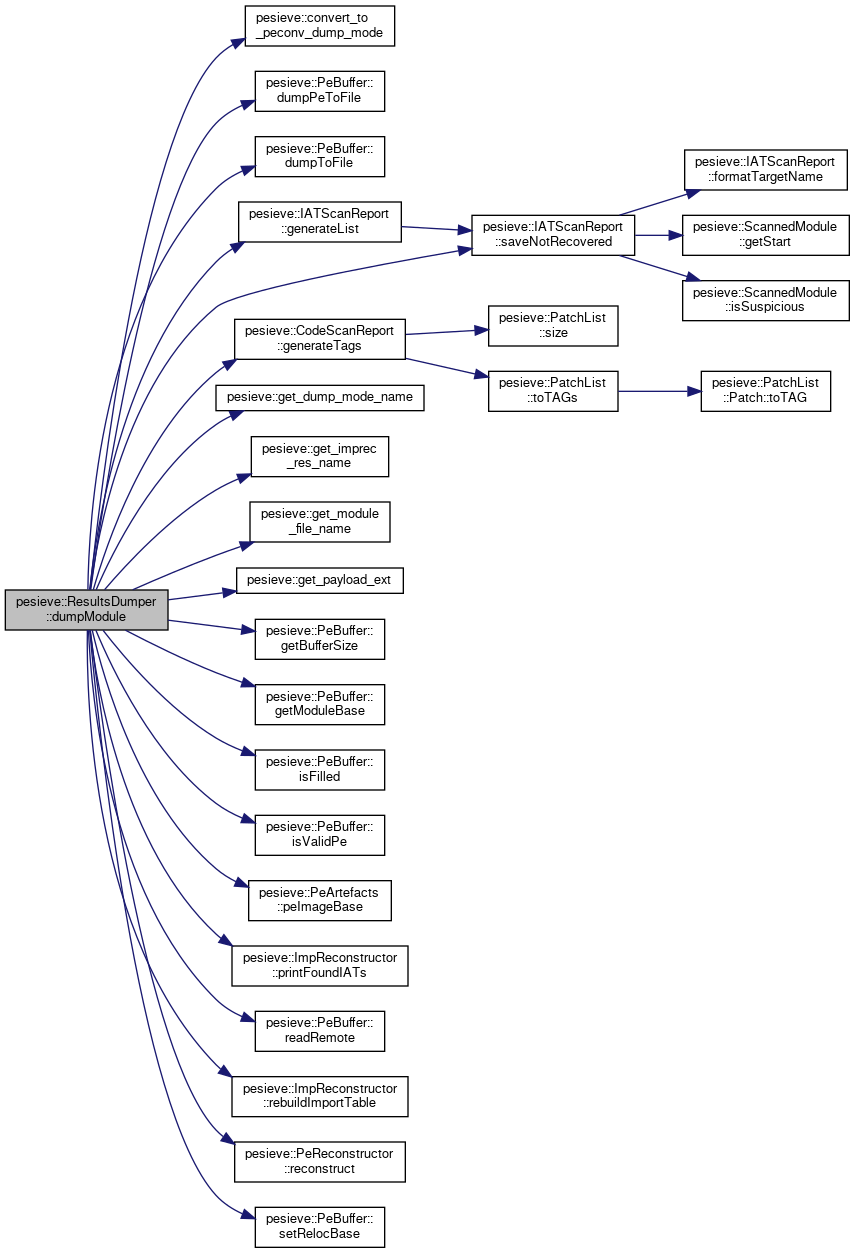 pesieve::convert_to
_peconv_dump_mode
pesieve::PeBuffer::
dumpPeToFile
pesieve::PeBuffer::
dumpToFile
pesieve::IATScanReport
::generateList
pesieve::IATScanReport
::saveNotRecovered
pesieve::IATScanReport
::formatTargetName
pesieve::ScannedModule
::getStart
pesieve::ScannedModule
::isSuspicious
pesieve::CodeScanReport
::generateTags
pesieve::PatchList
::size
pesieve::PatchList
::toTAGs
pesieve::PatchList
::Patch::toTAG
pesieve::get_dump_mode_name
pesieve::get_imprec
_res_name
pesieve::get_module
_file_name
pesieve::get_payload_ext
pesieve::ResultsDumper
::dumpModule
pesieve::PeBuffer::
getBufferSize
pesieve::PeBuffer::
getModuleBase
pesieve::PeBuffer::
isFilled
pesieve::PeBuffer::
isValidPe
pesieve::PeArtefacts
::peImageBase
pesieve::ImpReconstructor
::printFoundIATs
pesieve::PeBuffer::
readRemote
pesieve::ImpReconstructor
::rebuildImportTable
pesieve::PeReconstructor
::reconstruct
pesieve::PeBuffer::
setRelocBase